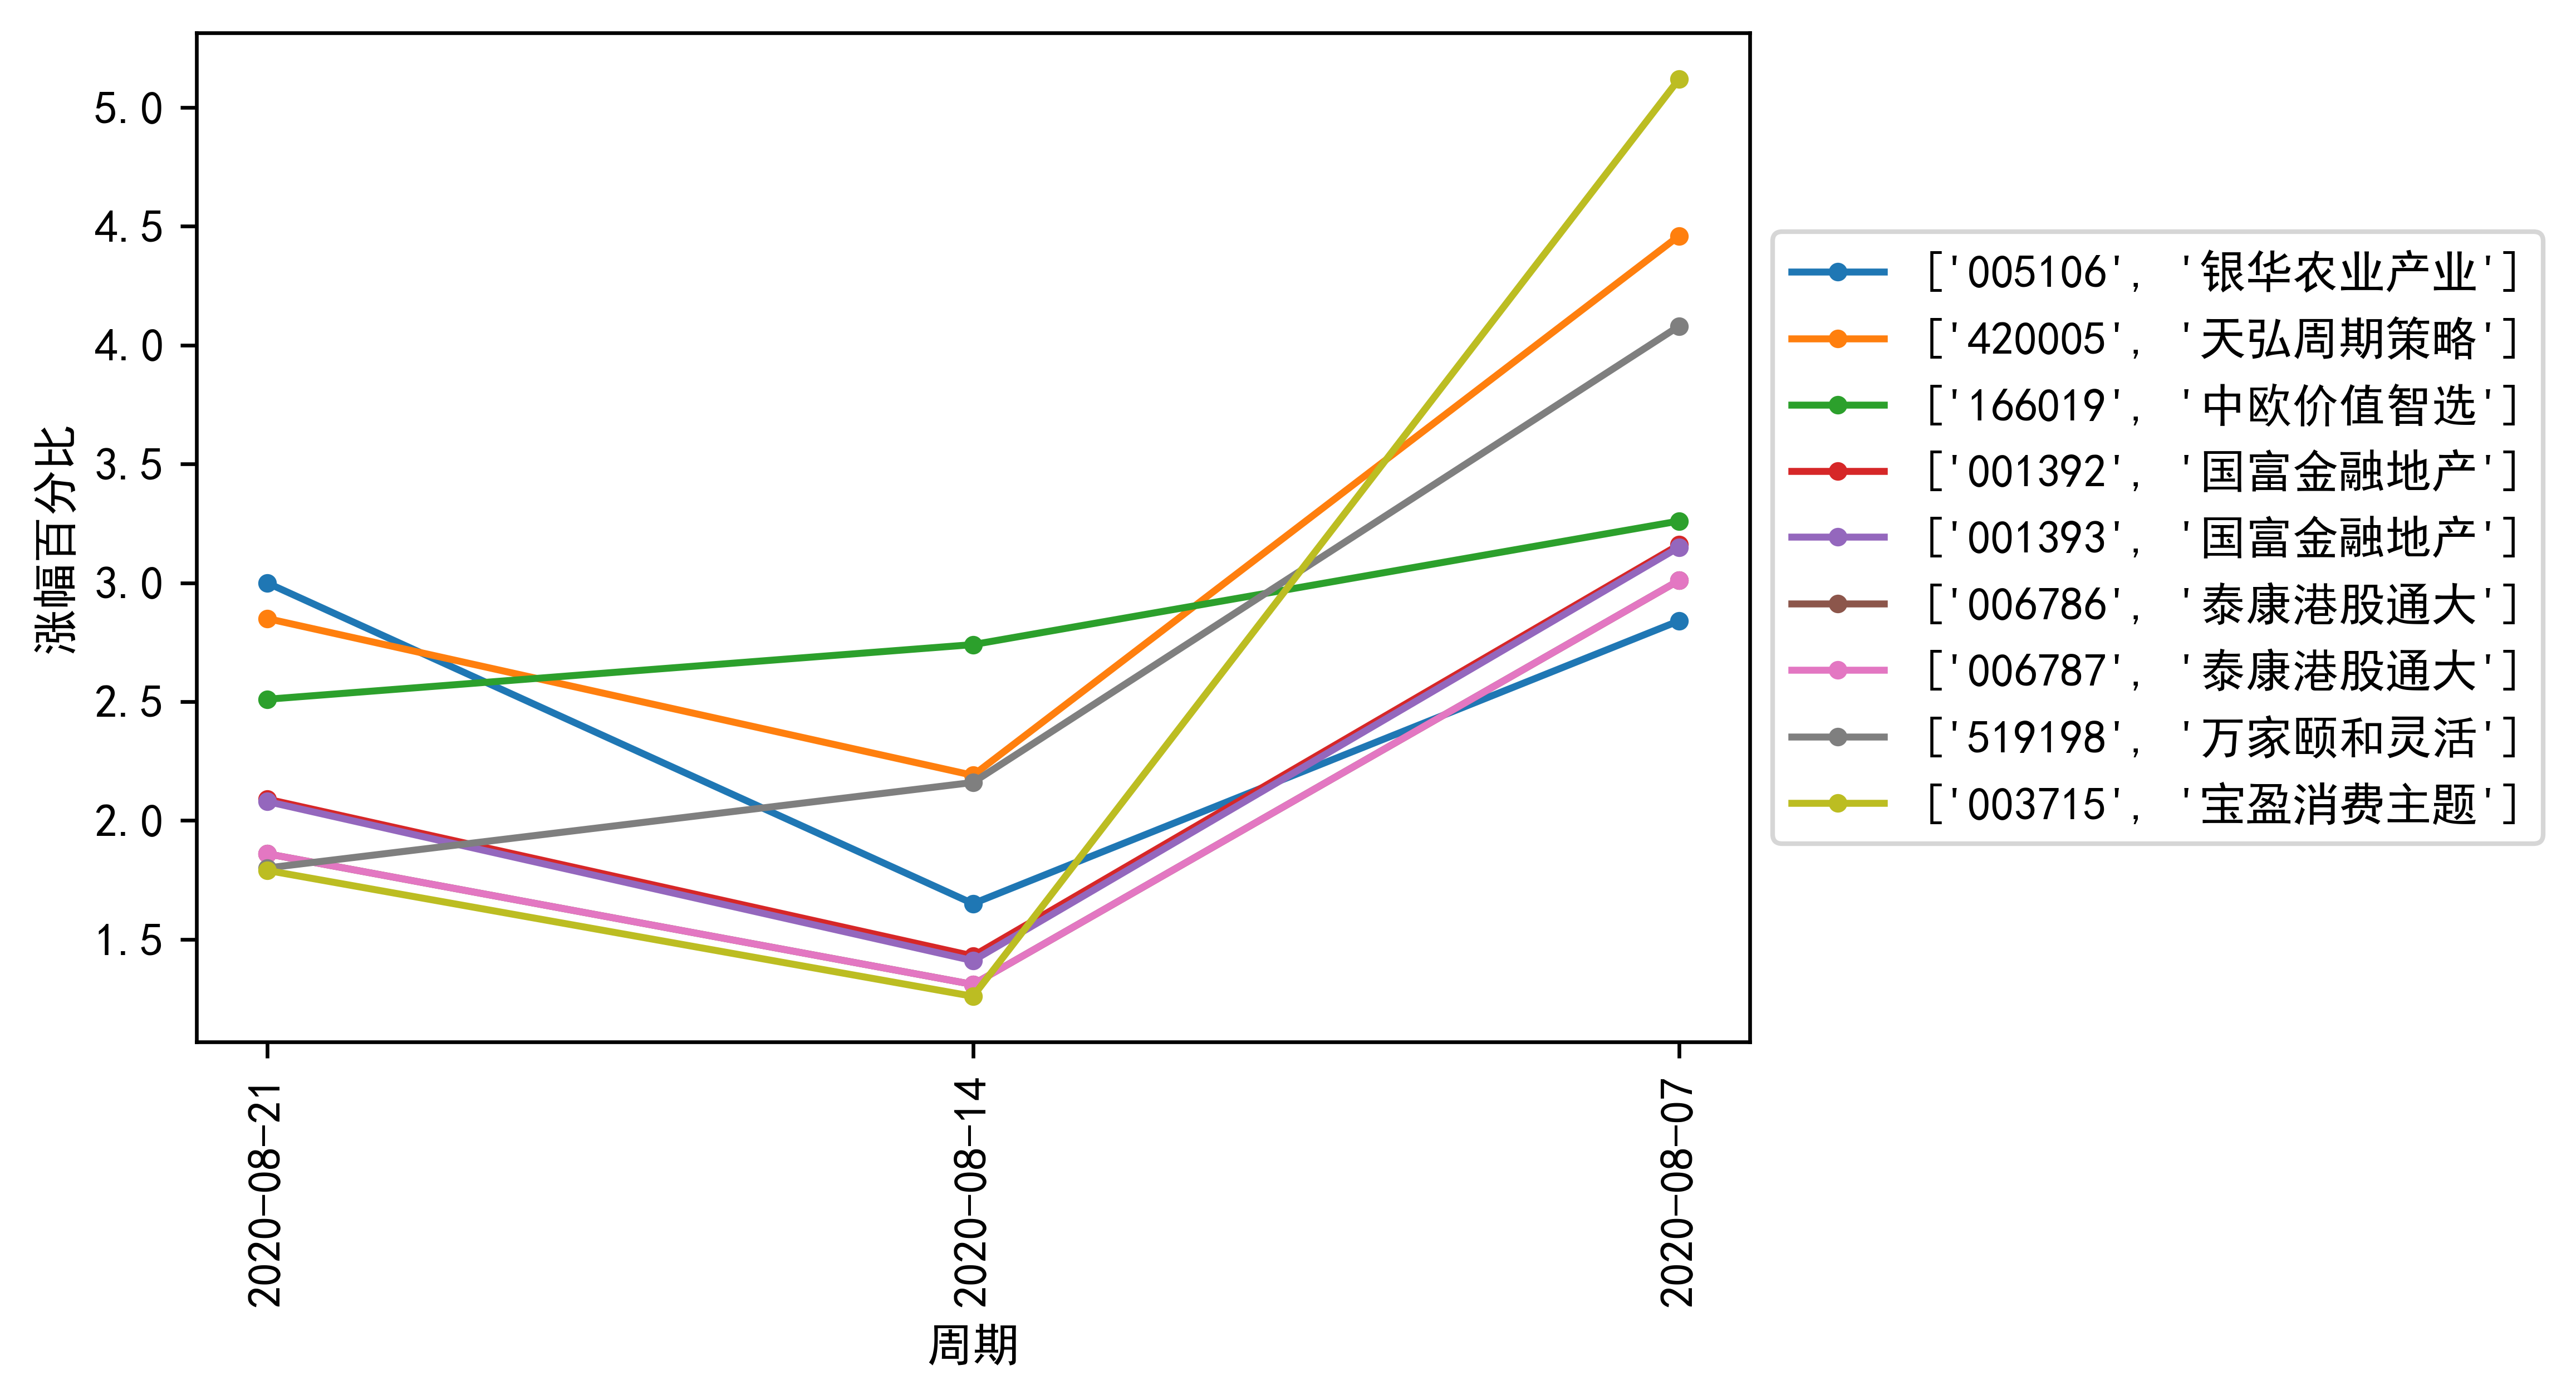 5.0
4.5
4.0
3.5
3.0
2.5
2.0
1.5
涨幅百分比
2020-08-21
2020-08-14
2020-08-07
周期
['005106', '银华农业产业']
['420005', '天弘周期策略']
['166019', '中欧价值智选']
['001392', '国富金融地产']
['001393', '国富金融地产']
['006786', '泰康港股通大']
['006787', '泰康港股通大']
['519198', '万家颐和灵活']
['003715', '宝盈消费主题']